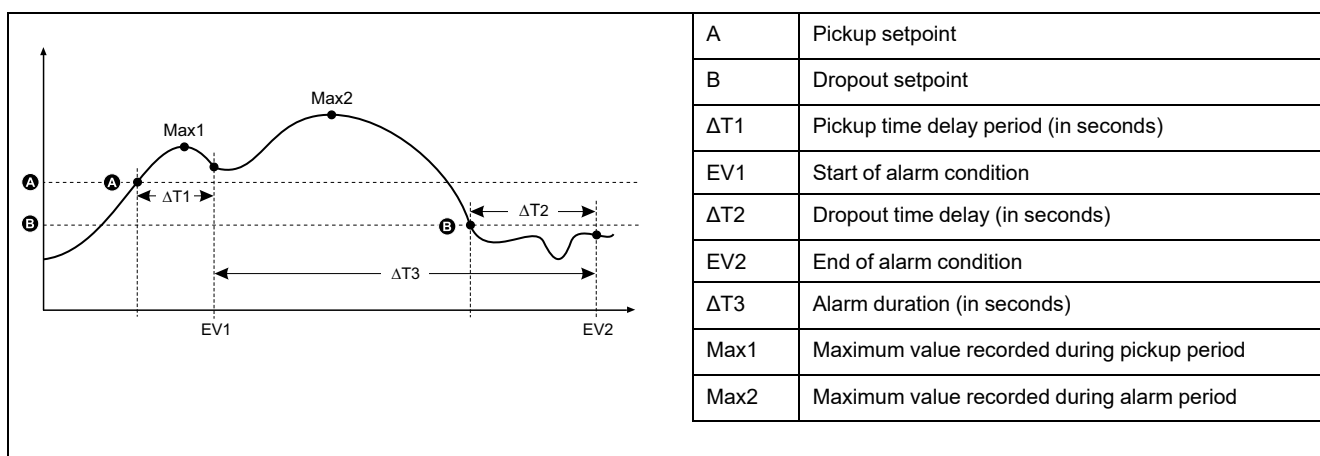 Max2
Max1
A
A
ΔT1
B
B
ΔT2
ΔT3
EV1
EV2
A Pickup setpoint
B Dropout setpoint
ΔT1 Pickup time delay period (in seconds)
EV1 Start of alarm condition
ΔT2 Dropout time delay (in seconds)
EV2 End of alarm condition
ΔT3 Alarm duration (in seconds)
Max1 Maximum value recorded during pickup period
Max2 Maximum value recorded during alarm period